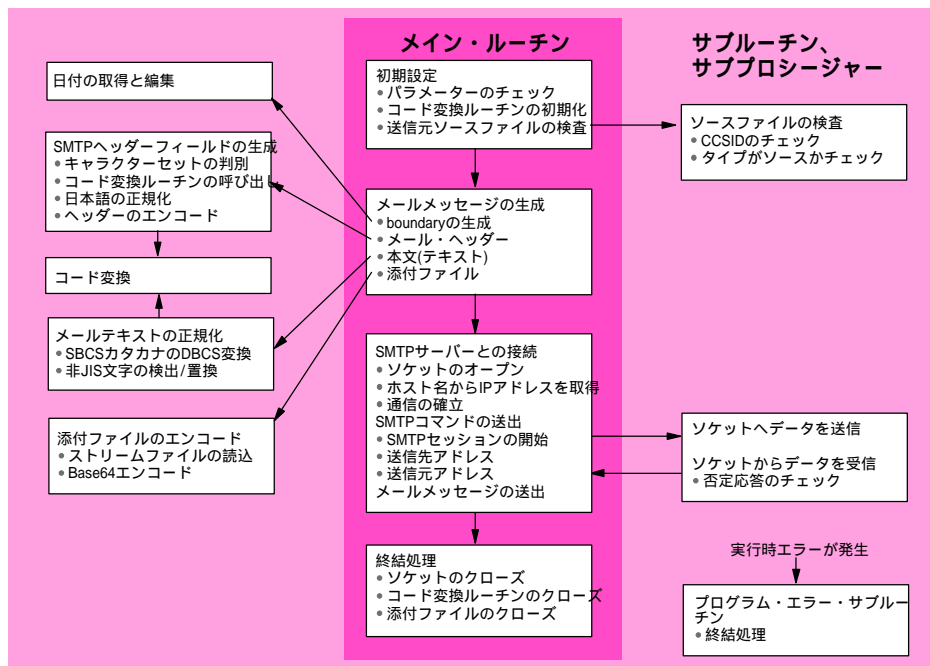 メイン・ルーチン
サブルーチン、
サブプロシージャー
日付の取得と編集
SMTPヘッダーフィールドの生成
•キャラクターセットの判別
•コード変換ルーチンの呼び出し
•日本語の正規化
•ヘッダーのエンコード
コード変換
メールテキストの正規化
•SBCSカタカナのDBCS変換
•非JIS文字の検出/置換
添付ファイルのエンコード
•ストリームファイルの読込
•Base64エンコード
初期設定
•パラメーターのチェック
•コード変換ルーチンの初期化
•送信元ソースファイルの検査
メールメッセージの生成
•boundaryの生成
•メール・ヘッダー
•本文(テキスト)
•添付ファイル
SMTPサーバーとの接続
•ソケットのオープン
•ホスト名からIPアドレスを取得
•通信の確立
SMTPコマンドの送出
•SMTPセッションの開始
•送信先アドレス
•送信元アドレス
メールメッセージの送出
終結処理
•ソケットのクローズ
•コード変換ルーチンのクローズ
•添付ファイルのクローズ
ソースファイルの検査
•CCSIDのチェック
•タイプがソースかチェック
ソケットへデータを送信
ソケットからデータを受信
•否定応答のチェック
実行時エラーが発生
プログラム・エラー・サブルー
チン
•終結処理